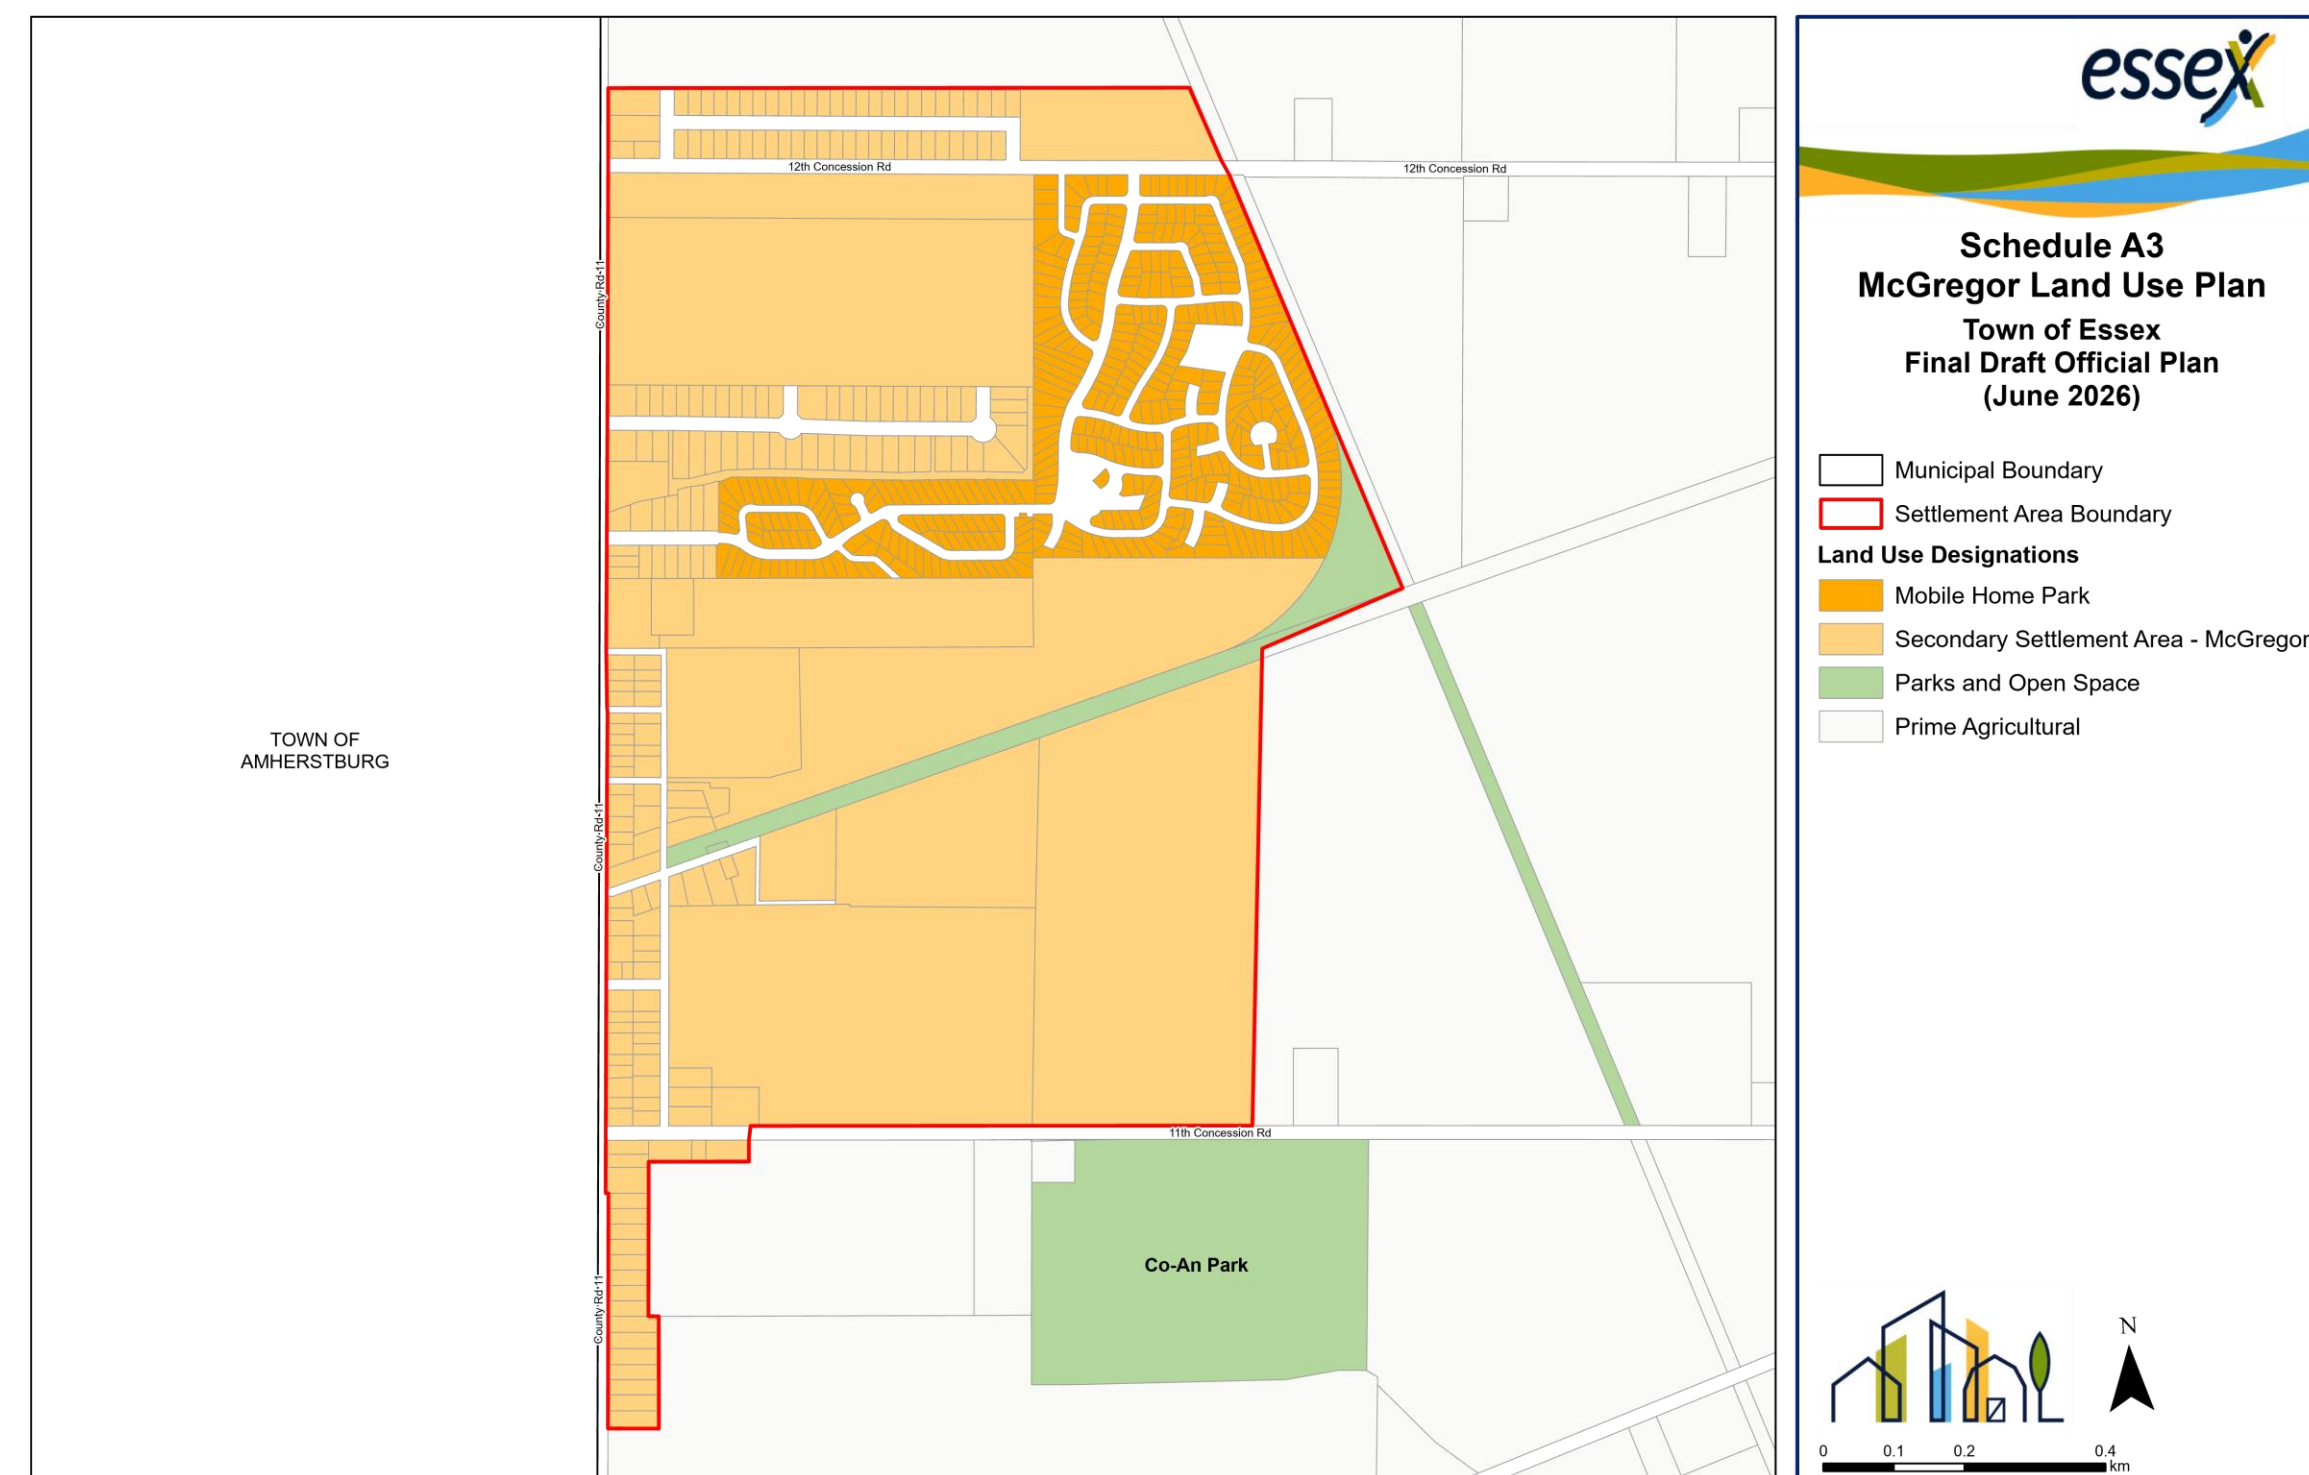 essex
Schedule A3
McGregor Land Use Plan
Town of Essex
Final Draft Official Plan
(June 2026)
Municipal Boundary
Settlement Area Boundary
Land Use Designations
Mobile Home Park
Secondary Settlement Area - McGregor
Parks and Open Space
Prime Agricultural
12th Concession Rd
12th Concession Rd
County Rd 11
TOWN OF
AMHERSTBURG
County Rd 11
11th Concession Rd
Co-An Park
County Rd 11
N
0 0.1 0.2 0.4
km